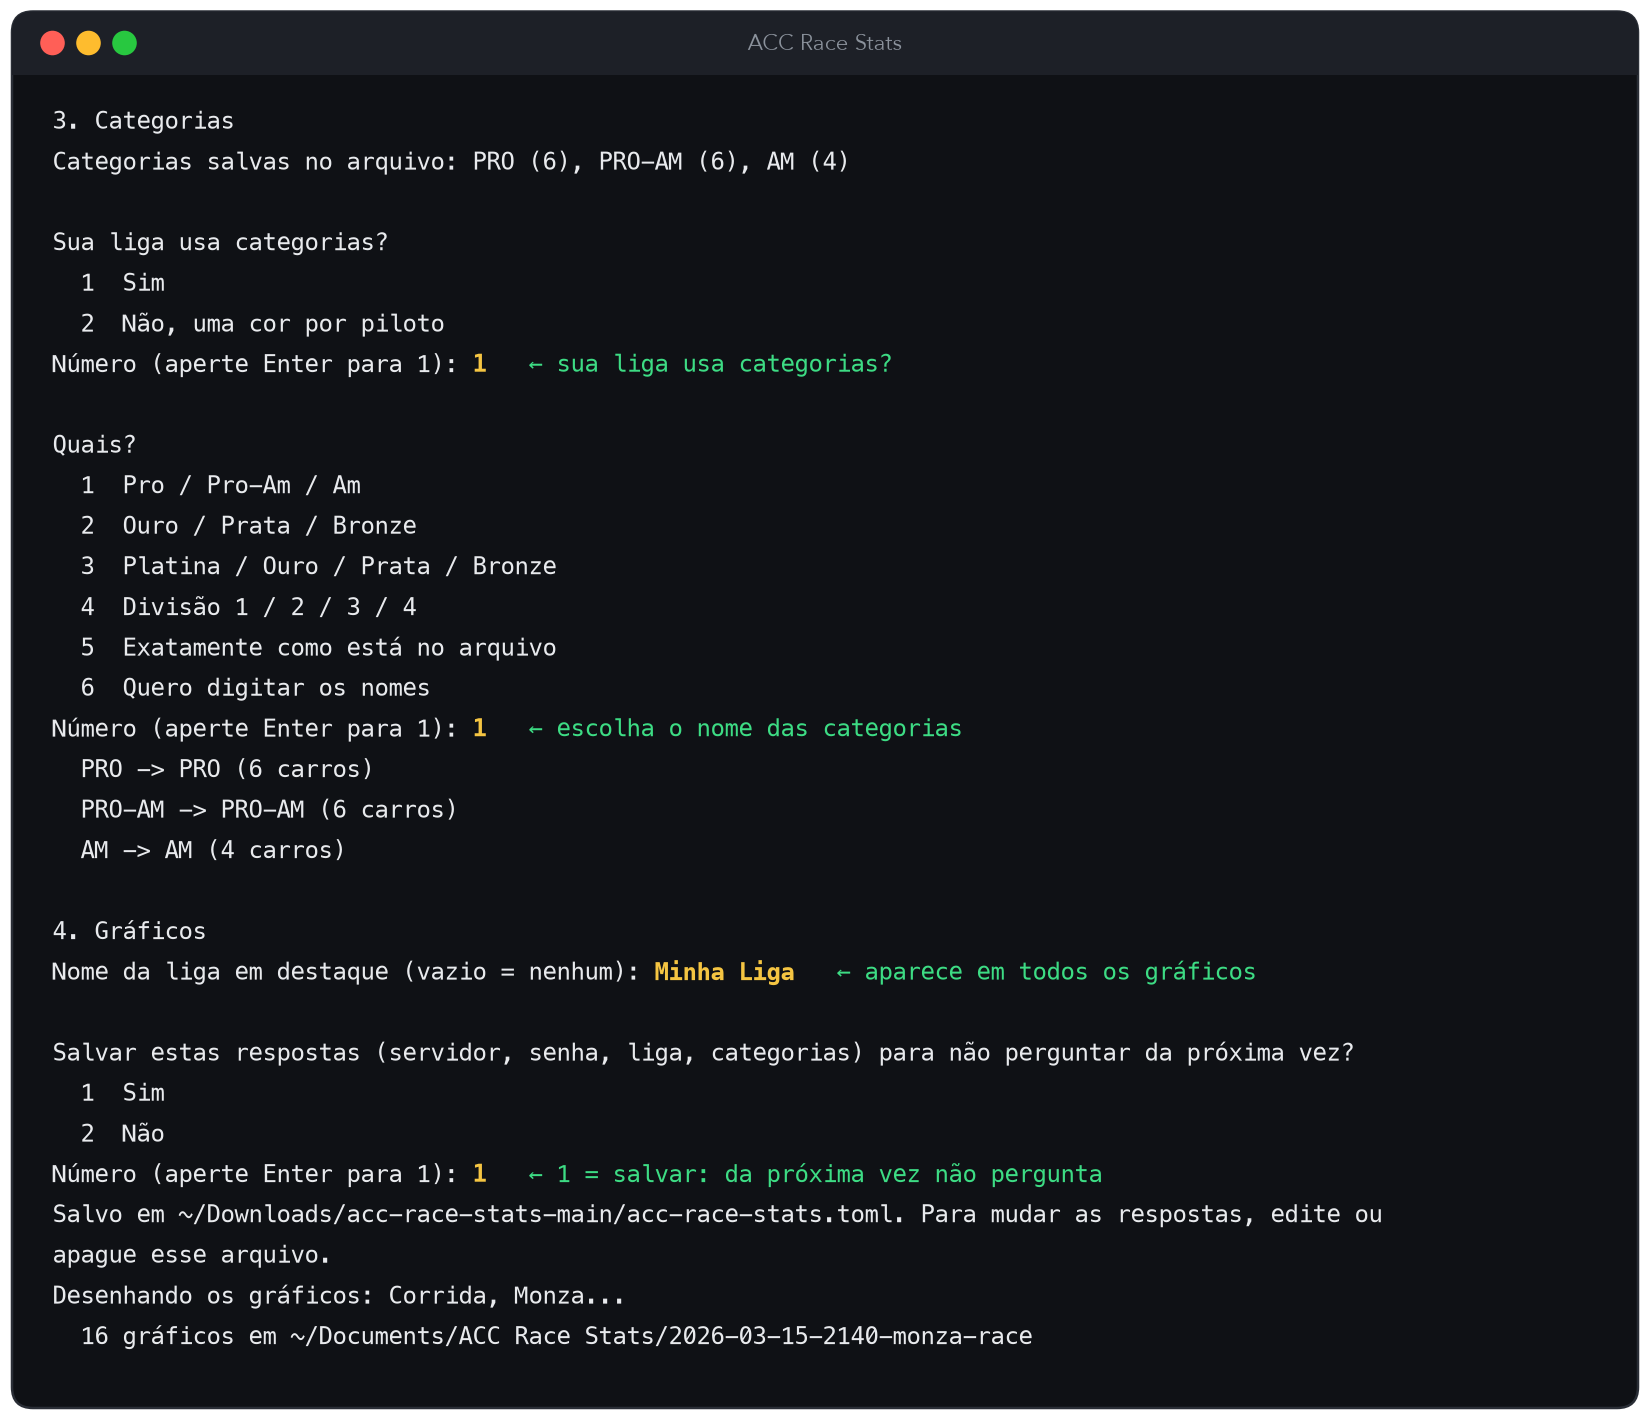 ACC Race Stats
3. Categorias
Categorias salvas no arquivo: PRO (6), PRO-AM (6), AM (4)
Sua liga usa categorias?
1  Sim
2  Não, uma cor por piloto
Número (aperte Enter para 1): 1   ← sua liga usa categorias?
Quais?
1  Pro / Pro-Am / Am
2  Ouro / Prata / Bronze
3  Platina / Ouro / Prata / Bronze
4  Divisão 1 / 2 / 3 / 4
5  Exatamente como está no arquivo
6  Quero digitar os nomes
Número (aperte Enter para 1): 1   ← escolha o nome das categorias
PRO -> PRO (6 carros)
PRO-AM -> PRO-AM (6 carros)
AM -> AM (4 carros)
4. Gráficos
Nome da liga em destaque (vazio = nenhum): Minha Liga   ← aparece em todos os gráficos
Salvar estas respostas (servidor, senha, liga, categorias) para não perguntar da próxima vez?
1  Sim
2  Não
Número (aperte Enter para 1): 1   ← 1 = salvar: da próxima vez não pergunta
Salvo em ~/Downloads/acc-race-stats-main/acc-race-stats.toml. Para mudar as respostas, edite ou
apague esse arquivo.
Desenhando os gráficos: Corrida, Monza...
16 gráficos em ~/Documents/ACC Race Stats/2026-03-15-2140-monza-race